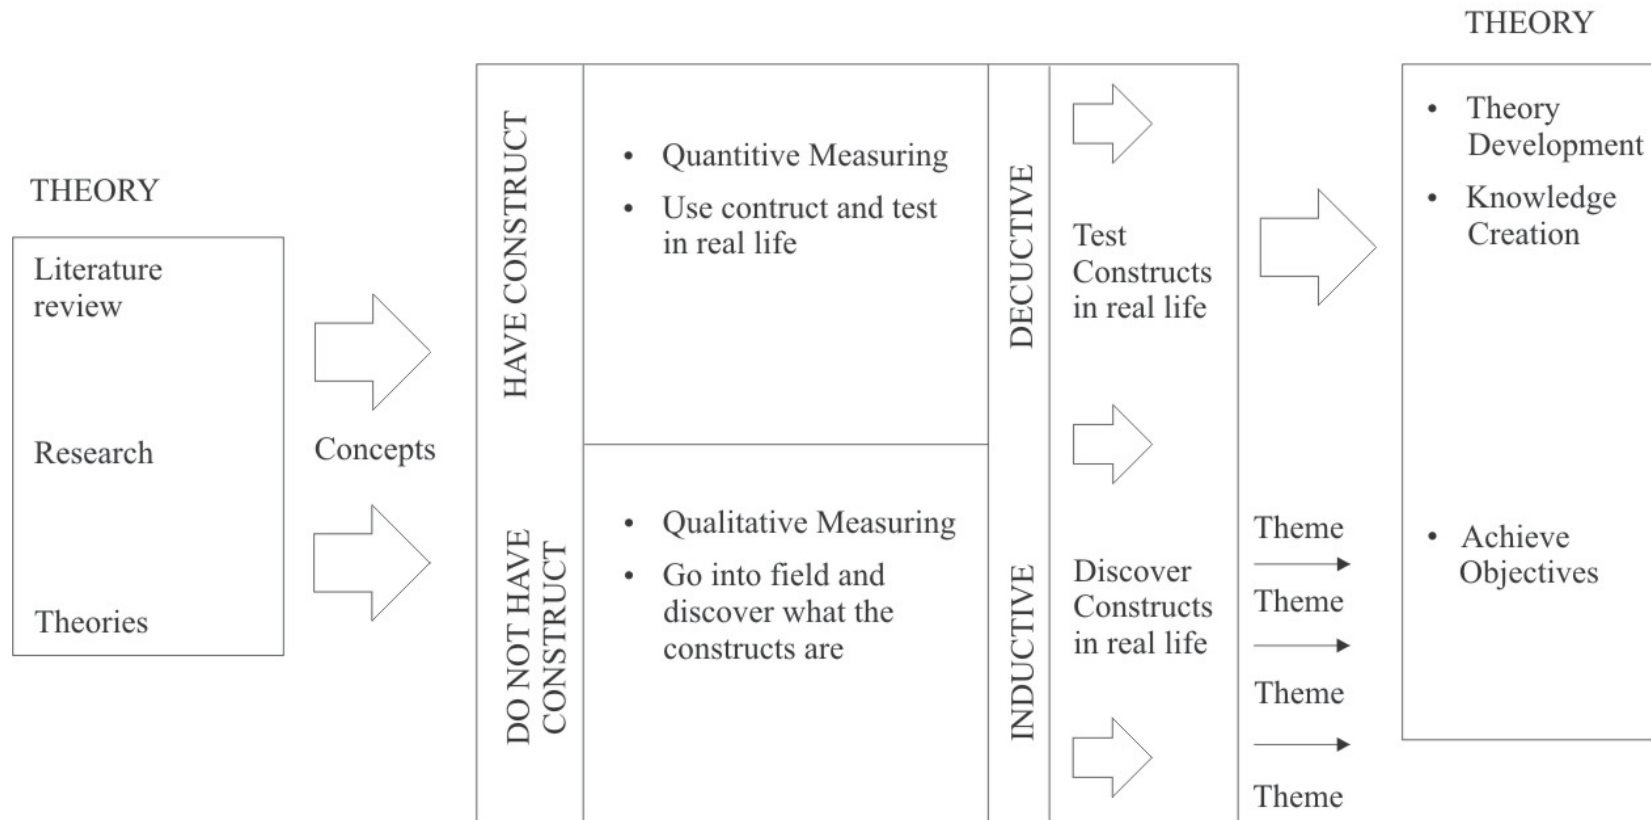 THEORY
Literature
review
Research
Theories
Concepts
HAVE CONSTRUCT
DO NOT HAVE
CONSTRUCT
• Quantitive Measuring
• Use contruct and test
in real life
• Qualitative Measuring
• Go into field and
discover what the
constructs are
DECUCTIVE
INDUCTIVE
Test
Constructs
in real life
Discover
Constructs
in real life
Theme
Theme
Theme
Theme
THEORY
• Theory
Development
• Knowledge
Creation
• Achieve
Objectives